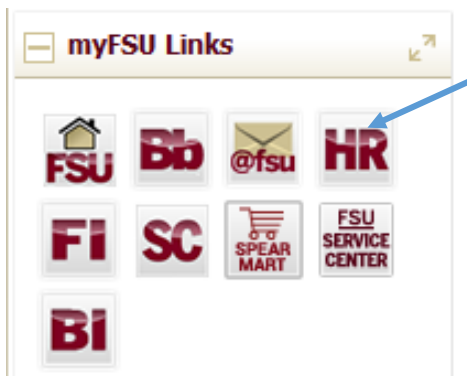 myFSU Links
FSU Bb @fsu HR
FI SC SPEAR MART FSU SERVICE CENTER
BI